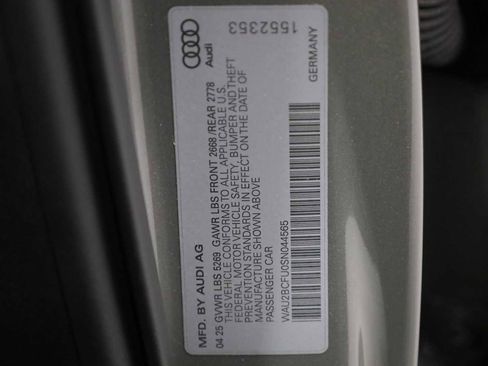 1552353
Audi
MFD. BY AUDI AG
04 25 GVWR LBS 5269 GAWR LBS FRONT 2668 /REAR 2778
THIS VEHICLE CONFORMS TO ALL APPLICABLE U.S.
FEDERAL MOTOR VEHICLE SAFETY, BUMPER AND THEFT
PREVENTION STANDARDS IN EFFECT ON THE DATE OF
MANUFACTURE SHOWN ABOVE
PASSENGER CAR
WAU2BCFU0SN044565
GERMANY